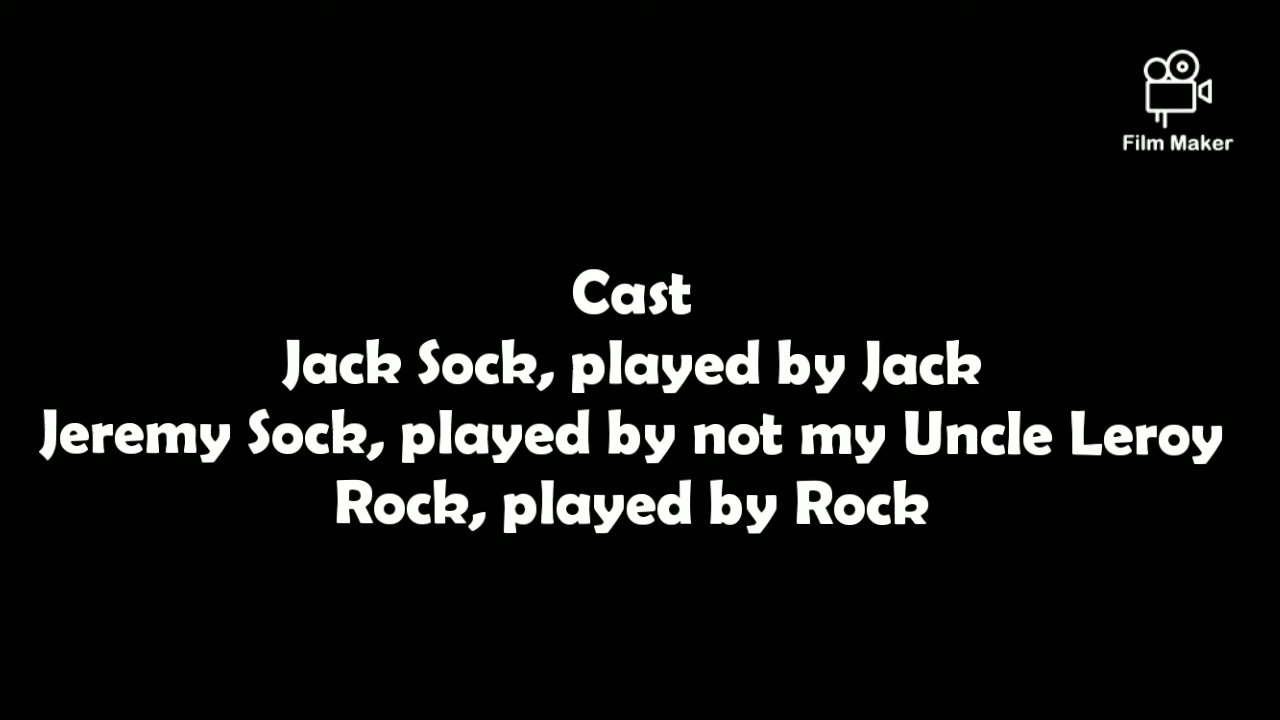 Film Maker
Cast
Jack Sock, played by Jack
Jeremy Sock, played by not my Uncle Leroy
Rock, played by Rock